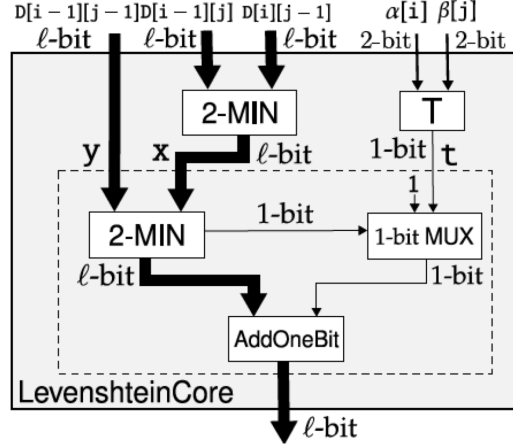 D[i − 1][j − 1] D[i − 1][j] D[i][j − 1] α[i] β[j]
ℓ-bit ℓ-bit ℓ-bit 2-bit 2-bit
2-MIN T
y x ℓ-bit 1-bit t
1
2-MIN 1-bit 1-bit MUX
ℓ-bit 1-bit
AddOneBit
LevenshteinCore
ℓ-bit